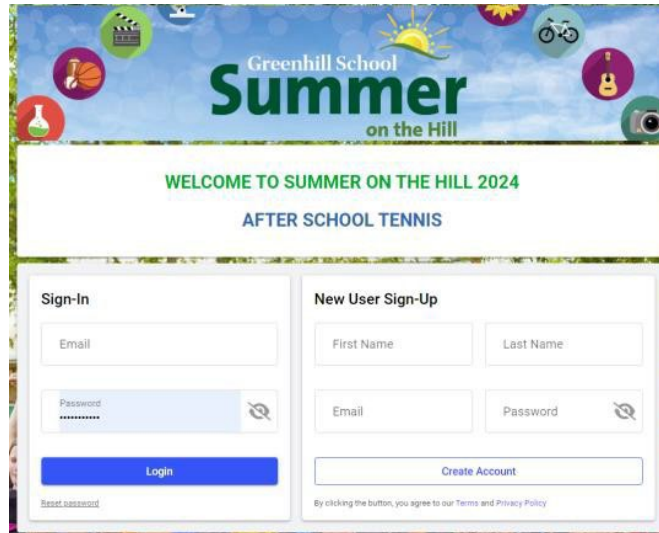 Greenhill School
Summer
on the Hill
WELCOME TO SUMMER ON THE HILL 2024
AFTER SCHOOL TENNIS
Sign-In
Email
Password
Login
Reset password
New User Sign-Up
First Name
Last Name
Email
Password
Create Account
By clicking the button, you agree to our Terms and Privacy Policy